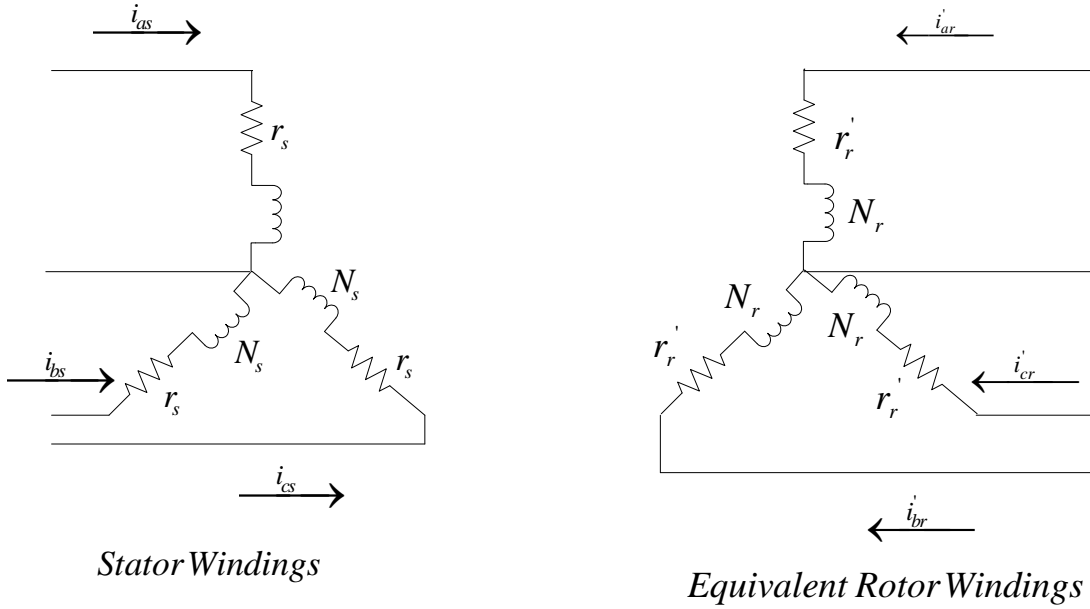 i_as
r_s
N_s
N_s
i_bs
r_s
r_s
i_cs
Stator Windings
i'_ar
r'_r
N_r
N_r
N_r
r'_r
r'_r
i'_cr
i'_br
Equivalent Rotor Windings